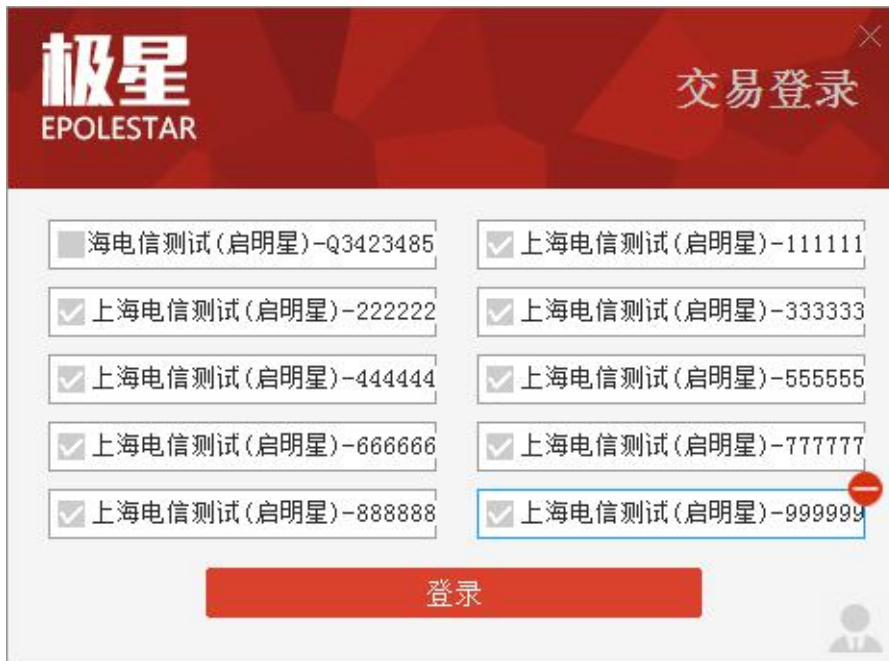 极星
EPOLESTAR
交易登录
海电信测试(启明星)-Q3423485
上海电信测试(启明星)-111111
上海电信测试(启明星)-222222
上海电信测试(启明星)-333333
上海电信测试(启明星)-444444
上海电信测试(启明星)-555555
上海电信测试(启明星)-666666
上海电信测试(启明星)-777777
上海电信测试(启明星)-888888
上海电信测试(启明星)-999999
登录